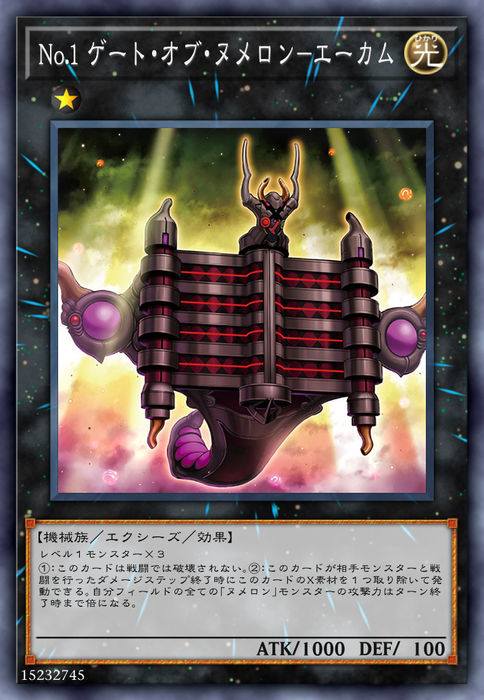 No.1 ゲート・オブ・ヌメロン－エーカム
ひかり
光
【機械族／エクシーズ／効果】
レベル１モンスター×３
①:このカードは戦闘では破壊されない。②:このカードが相手モンスターと戦
闘を行ったダメージステップ終了時にこのカードのX素材を１つ取り除いて発
動できる。自分フィールドの全ての「ヌメロン」モンスターの攻撃力はターン終
了時まで倍になる。
ATK/1000 DEF/ 100
15232745